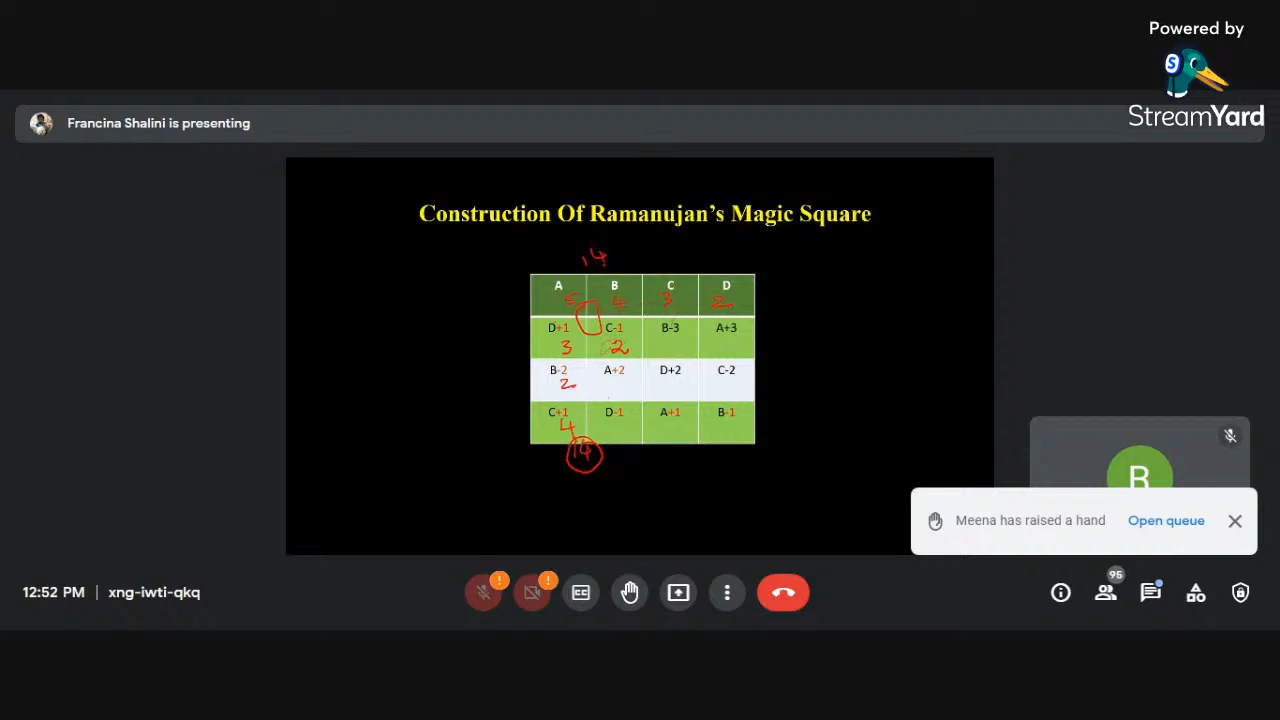 Powered by
StreamYard
Francina Shalini is presenting
Construction Of Ramanujan's Magic Square
14
A B C D
5 4 3 2
D+1 C-1 B-3 A+3
3 2
B-2 A+2 D+2 C-2
2
C+1 D-1 A+1 B-1
4
R
Meena has raised a hand Open queue
12:52 PM | xng-iwti-qkq
95